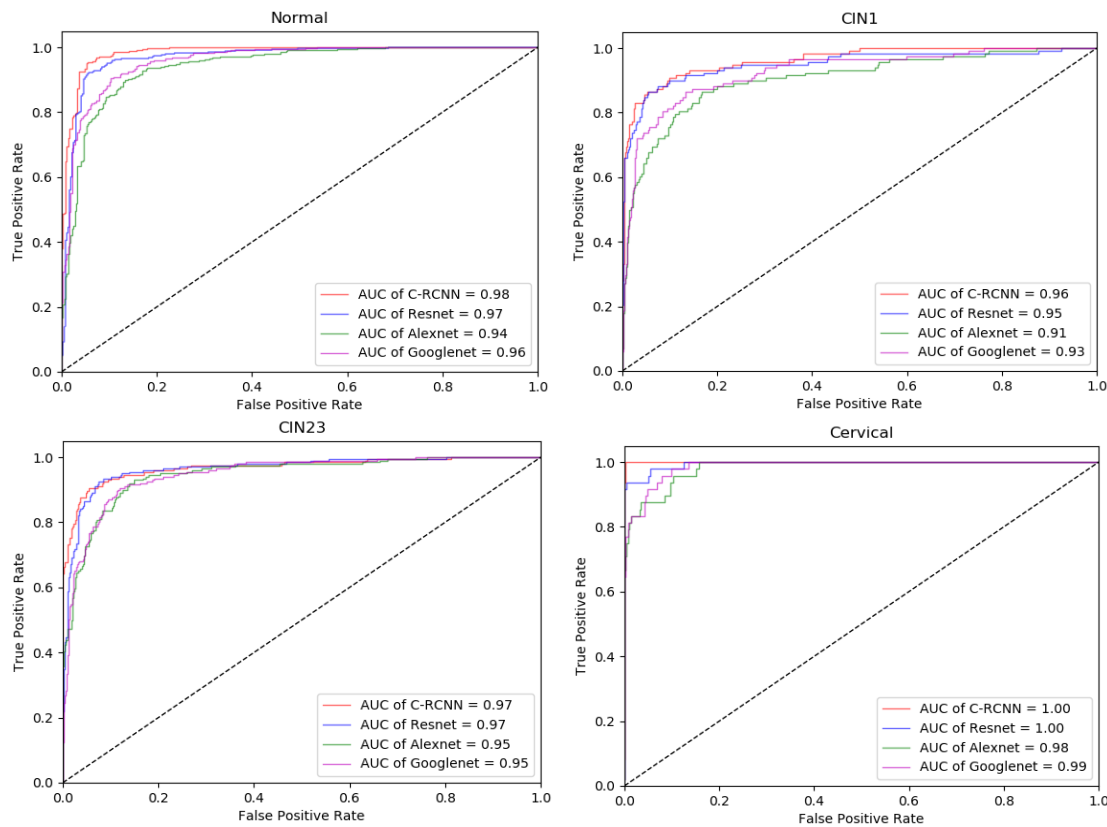 Normal
1.0
0.8
0.6
0.4
0.2
0.0
True Positive Rate
AUC of C-RCNN = 0.98
AUC of Resnet = 0.97
AUC of Alexnet = 0.94
AUC of Googlenet = 0.96
0.0 0.2 0.4 0.6 0.8 1.0
False Positive Rate
CIN1
1.0
0.8
0.6
0.4
0.2
0.0
True Positive Rate
AUC of C-RCNN = 0.96
AUC of Resnet = 0.95
AUC of Alexnet = 0.91
AUC of Googlenet = 0.93
0.0 0.2 0.4 0.6 0.8 1.0
False Positive Rate
CIN23
1.0
0.8
0.6
0.4
0.2
0.0
True Positive Rate
AUC of C-RCNN = 0.97
AUC of Resnet = 0.97
AUC of Alexnet = 0.95
AUC of Googlenet = 0.95
0.0 0.2 0.4 0.6 0.8 1.0
False Positive Rate
Cervical
1.0
0.8
0.6
0.4
0.2
0.0
True Positive Rate
AUC of C-RCNN = 1.00
AUC of Resnet = 1.00
AUC of Alexnet = 0.98
AUC of Googlenet = 0.99
0.0 0.2 0.4 0.6 0.8 1.0
False Positive Rate